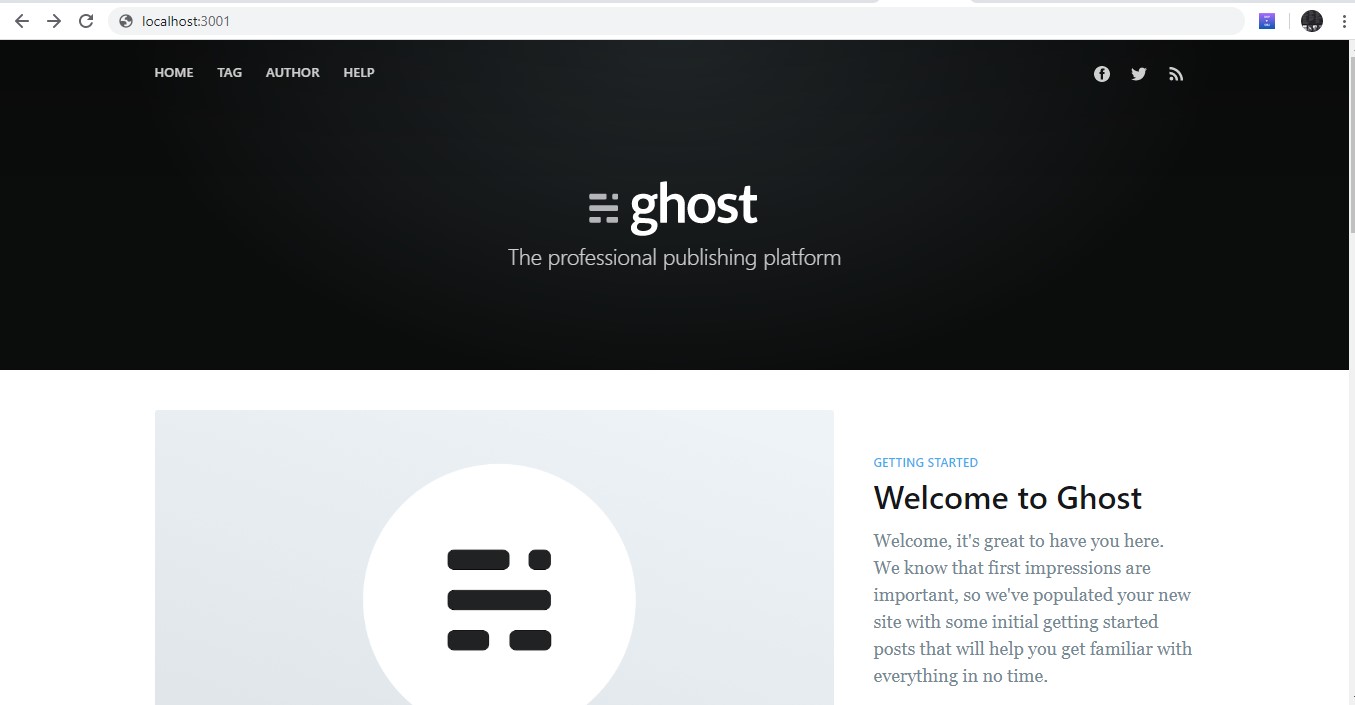 localhost:3001
HOME TAG AUTHOR HELP
ghost
The professional publishing platform
GETTING STARTED
Welcome to Ghost
Welcome, it's great to have you here.
We know that first impressions are
important, so we've populated your new
site with some initial getting started
posts that will help you get familiar with
everything in no time.